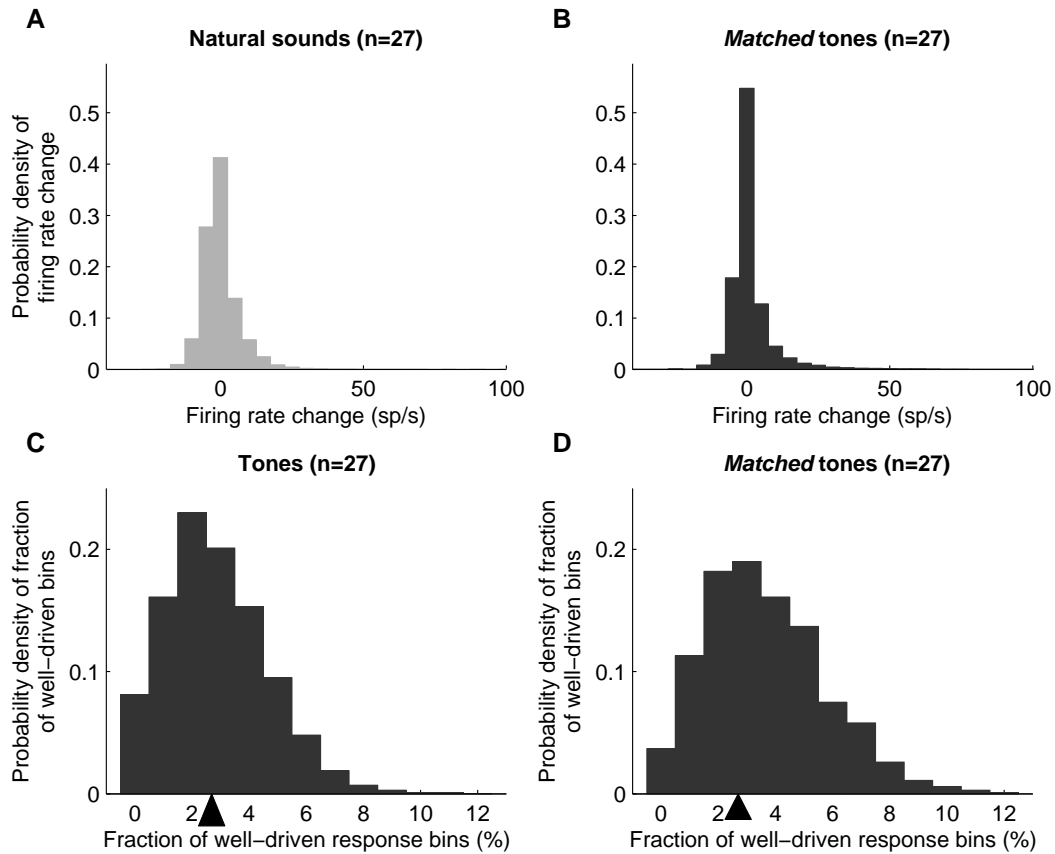 A
Natural sounds (n=27)
Probability density of
firing rate change
0.5
0.4
0.3
0.2
0.1
0
0 50 100
Firing rate change (sp/s)
B
Matched tones (n=27)
0.5
0.4
0.3
0.2
0.1
0
0 50 100
Firing rate change (sp/s)
C
Tones (n=27)
Probability density of fraction
of well−driven bins
0.2
0.1
0
0 2 4 6 8 10 12
Fraction of well−driven response bins (%)
D
Matched tones (n=27)
Probability density of fraction
of well−driven bins
0.2
0.1
0
0 2 4 6 8 10 12
Fraction of well−driven response bins (%)